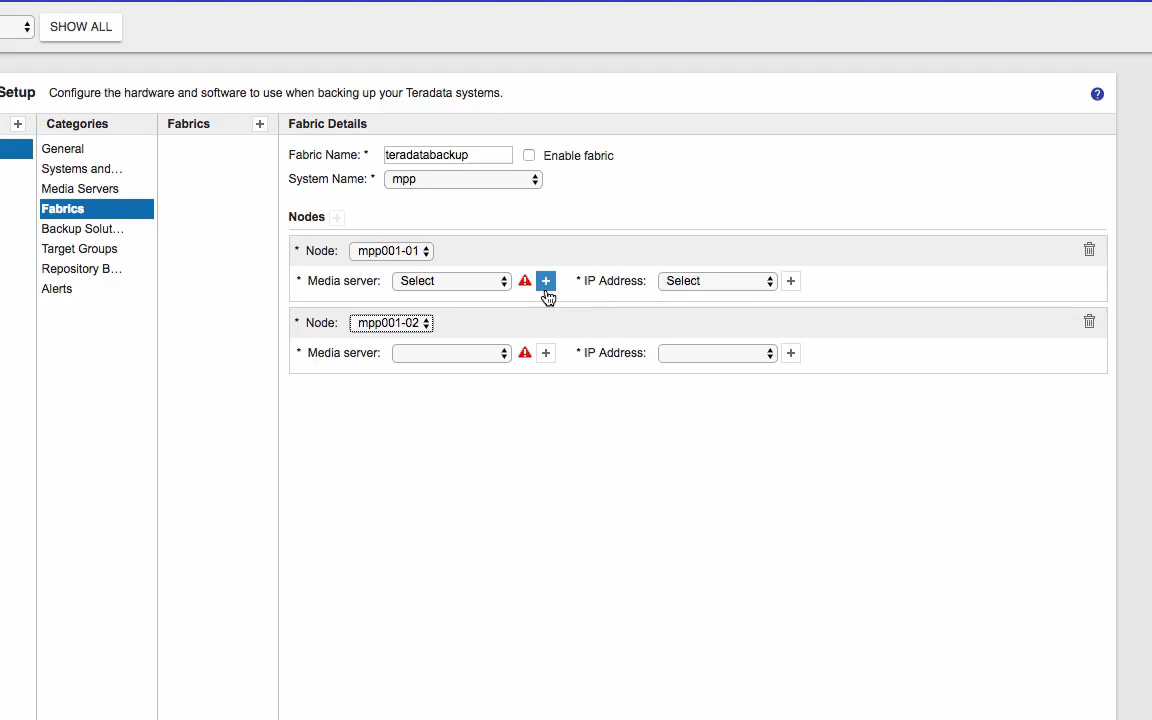 SHOW ALL
Setup Configure the hardware and software to use when backing up your Teradata systems. ?
+ Categories Fabrics + Fabric Details
General
Systems and…
Media Servers
Fabrics
Backup Solut…
Target Groups
Repository B…
Alerts
Fabric Name: * teradatabackup Enable fabric
System Name: * mpp
Nodes +
* Node: mpp001-01
* Media server: Select + * IP Address: Select +
* Node: mpp001-02
* Media server: + * IP Address: +